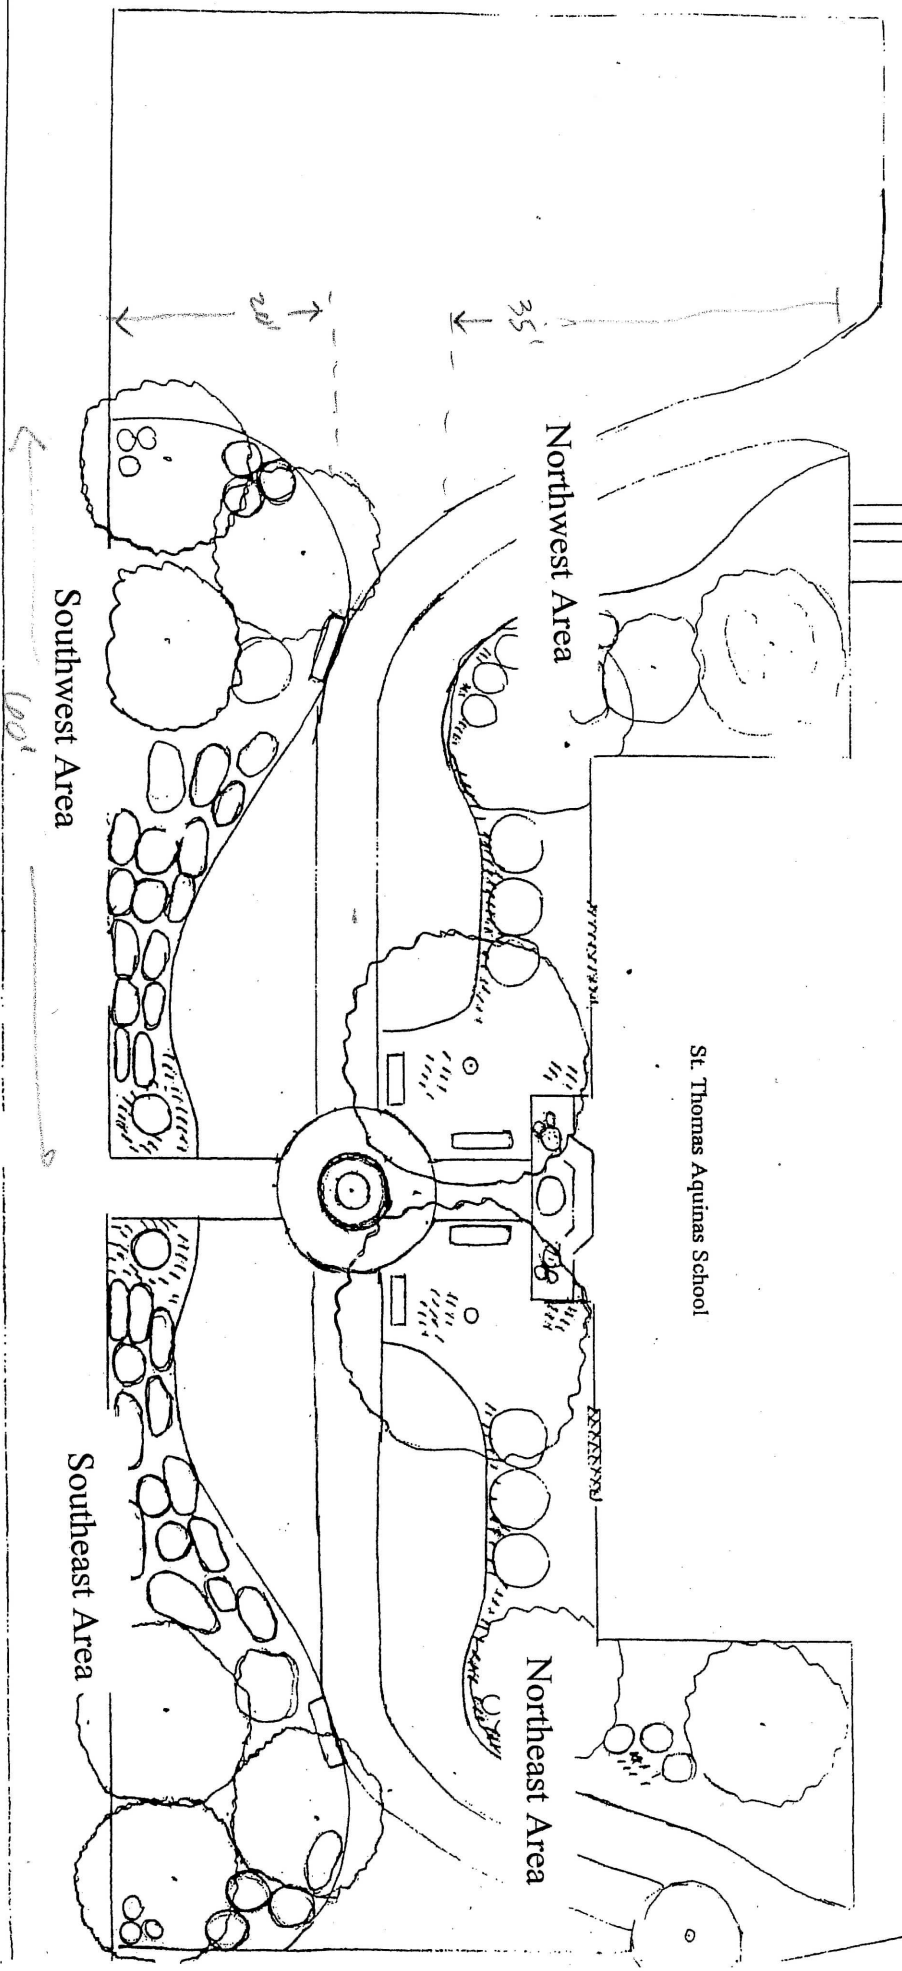 St. Thomas Aquinas School
Northwest Area
Northeast Area
35'
20'
Southwest Area
Southeast Area
60'